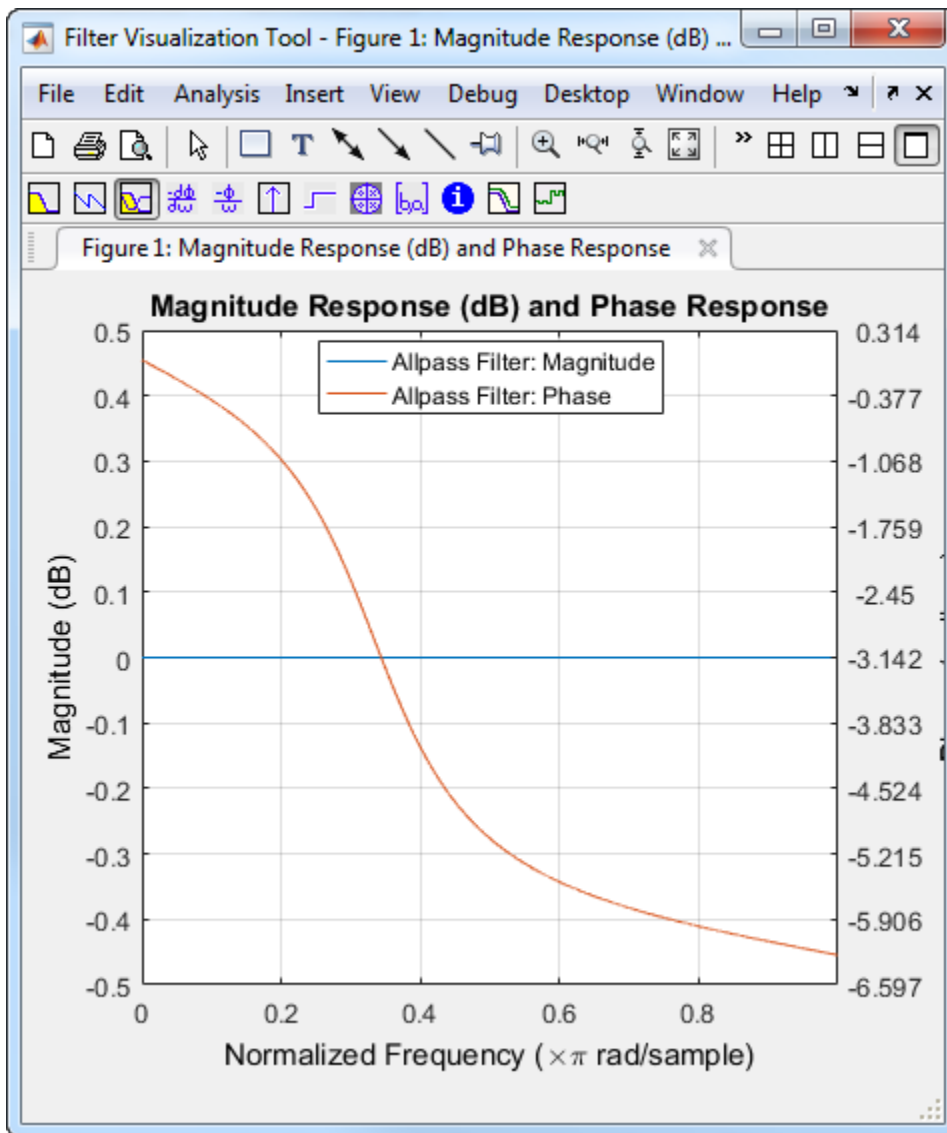 Filter Visualization Tool - Figure 1: Magnitude Response (dB) ...
File Edit Analysis Insert View Debug Desktop Window Help
Figure 1: Magnitude Response (dB) and Phase Response
Magnitude Response (dB) and Phase Response
Allpass Filter: Magnitude
Allpass Filter: Phase
Magnitude (dB)
0.5
0.4
0.3
0.2
0.1
0
-0.1
-0.2
-0.3
-0.4
-0.5
0.314
-0.377
-1.068
-1.759
-2.45
-3.142
-3.833
-4.524
-5.215
-5.906
-6.597
0 0.2 0.4 0.6 0.8
Normalized Frequency (×π rad/sample)